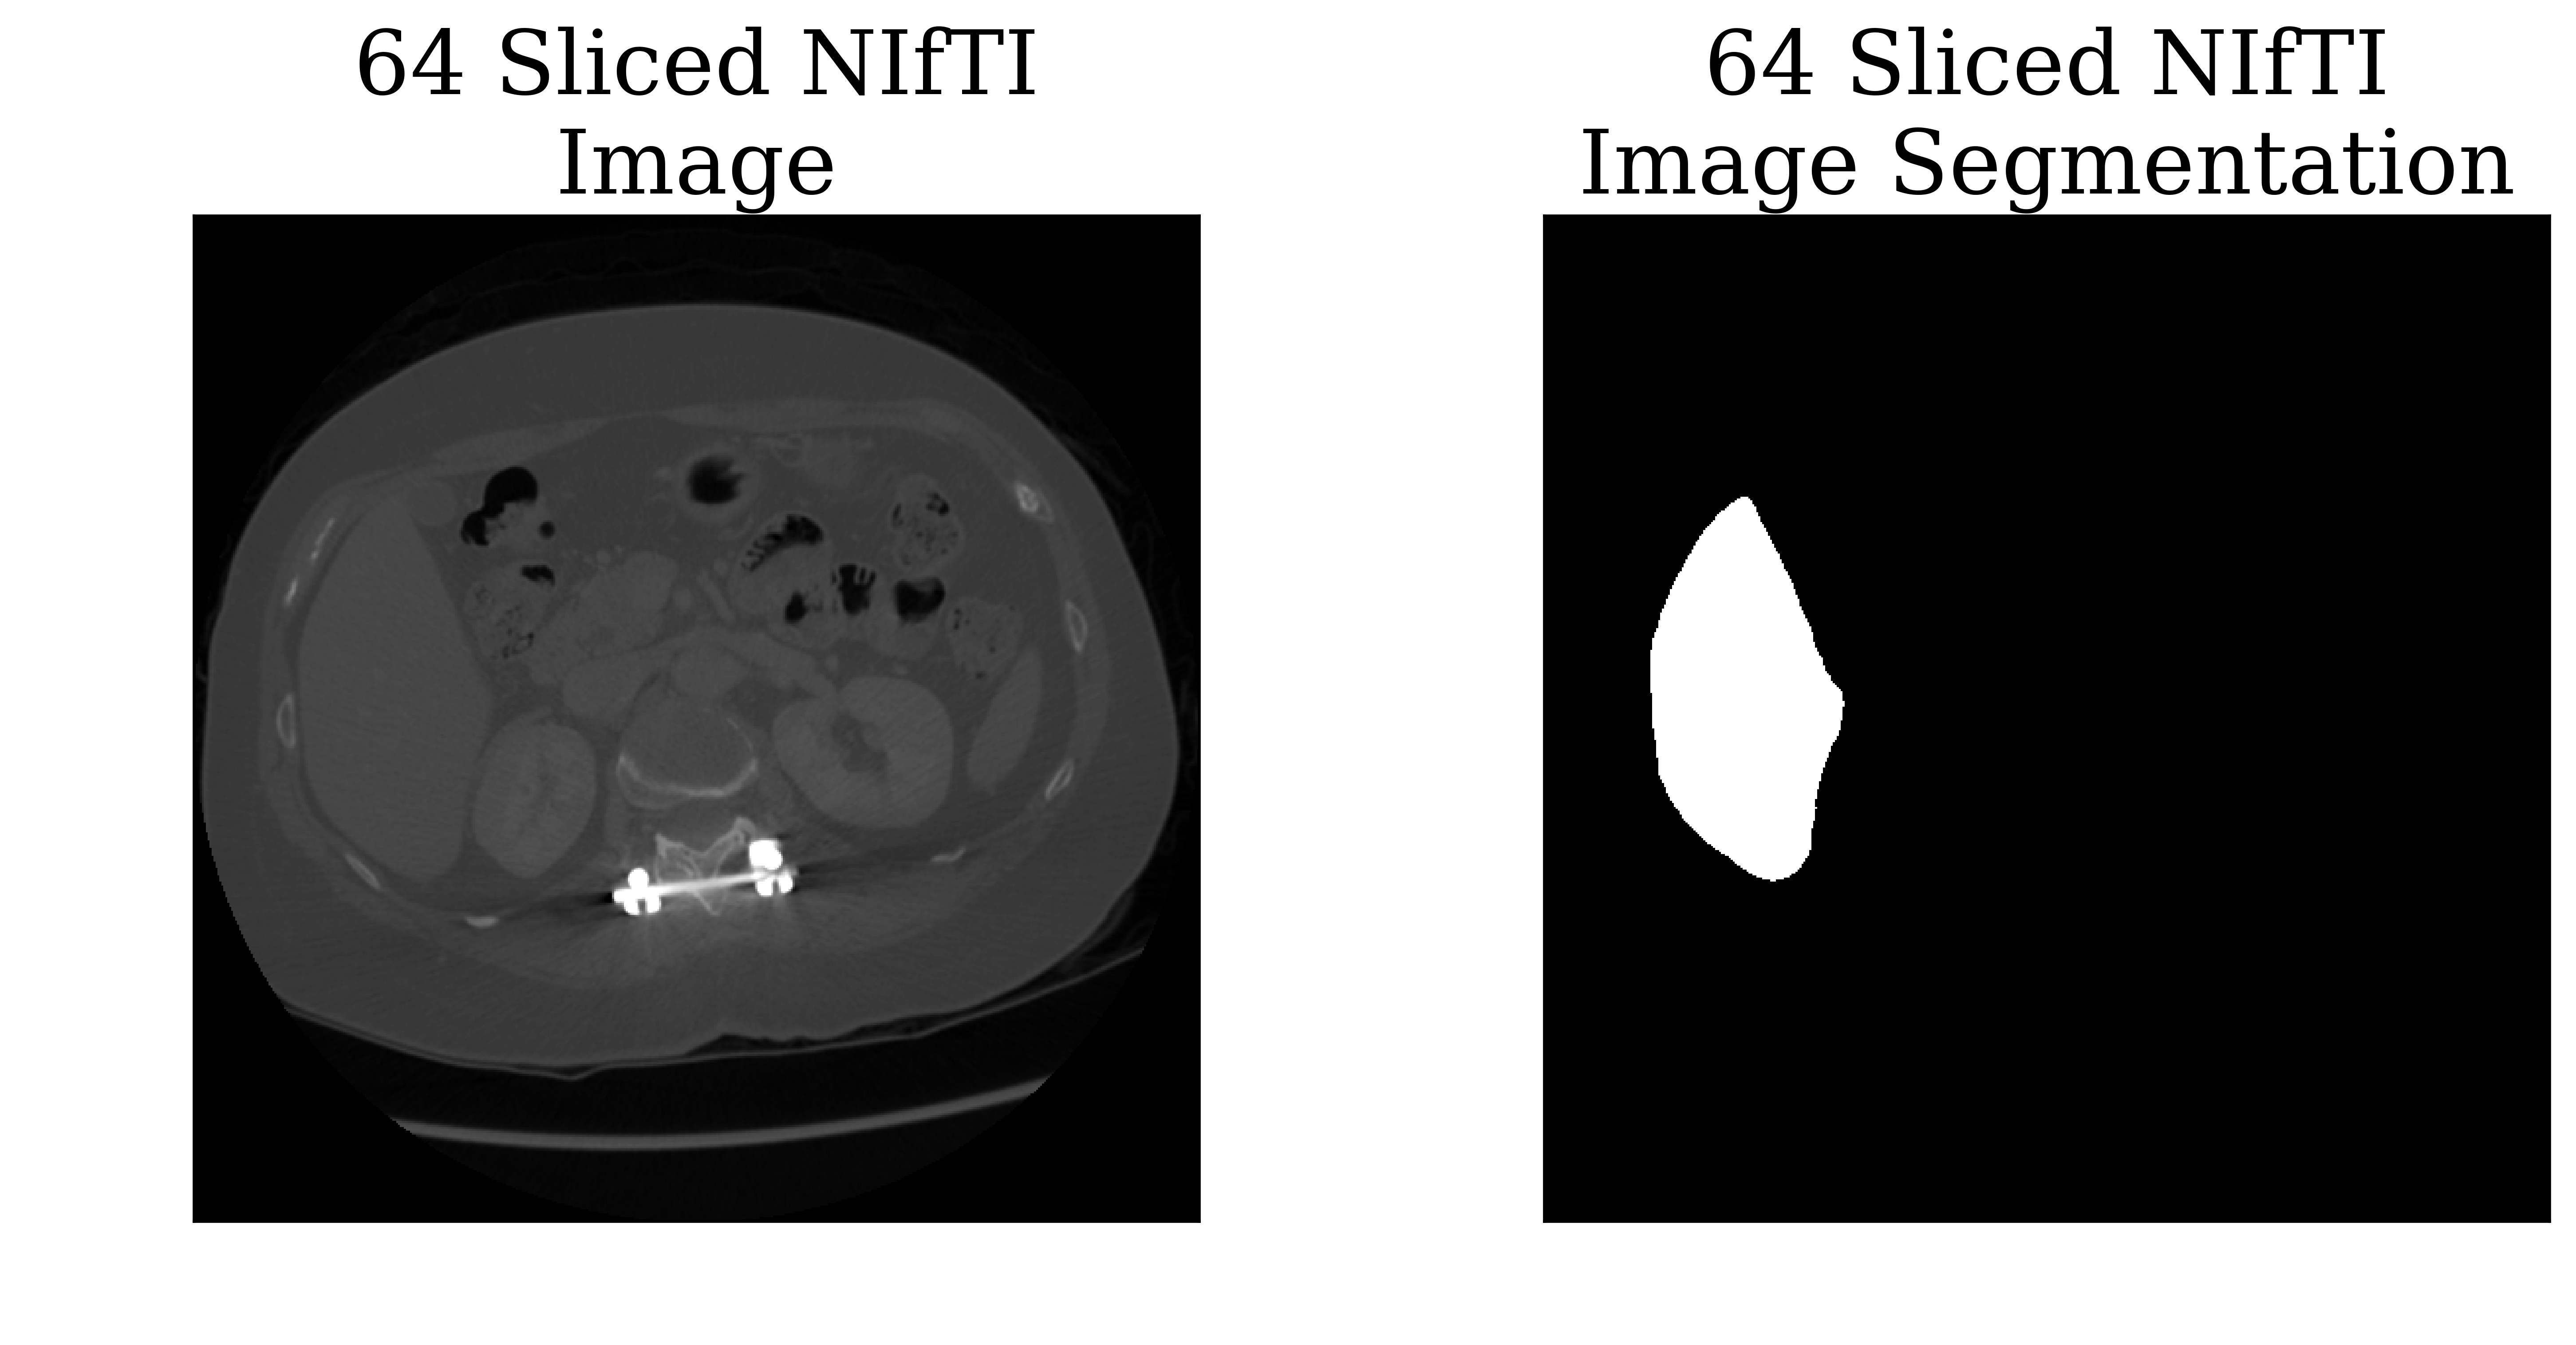 64 Sliced NIfTI
Image
64 Sliced NIfTI
Image Segmentation